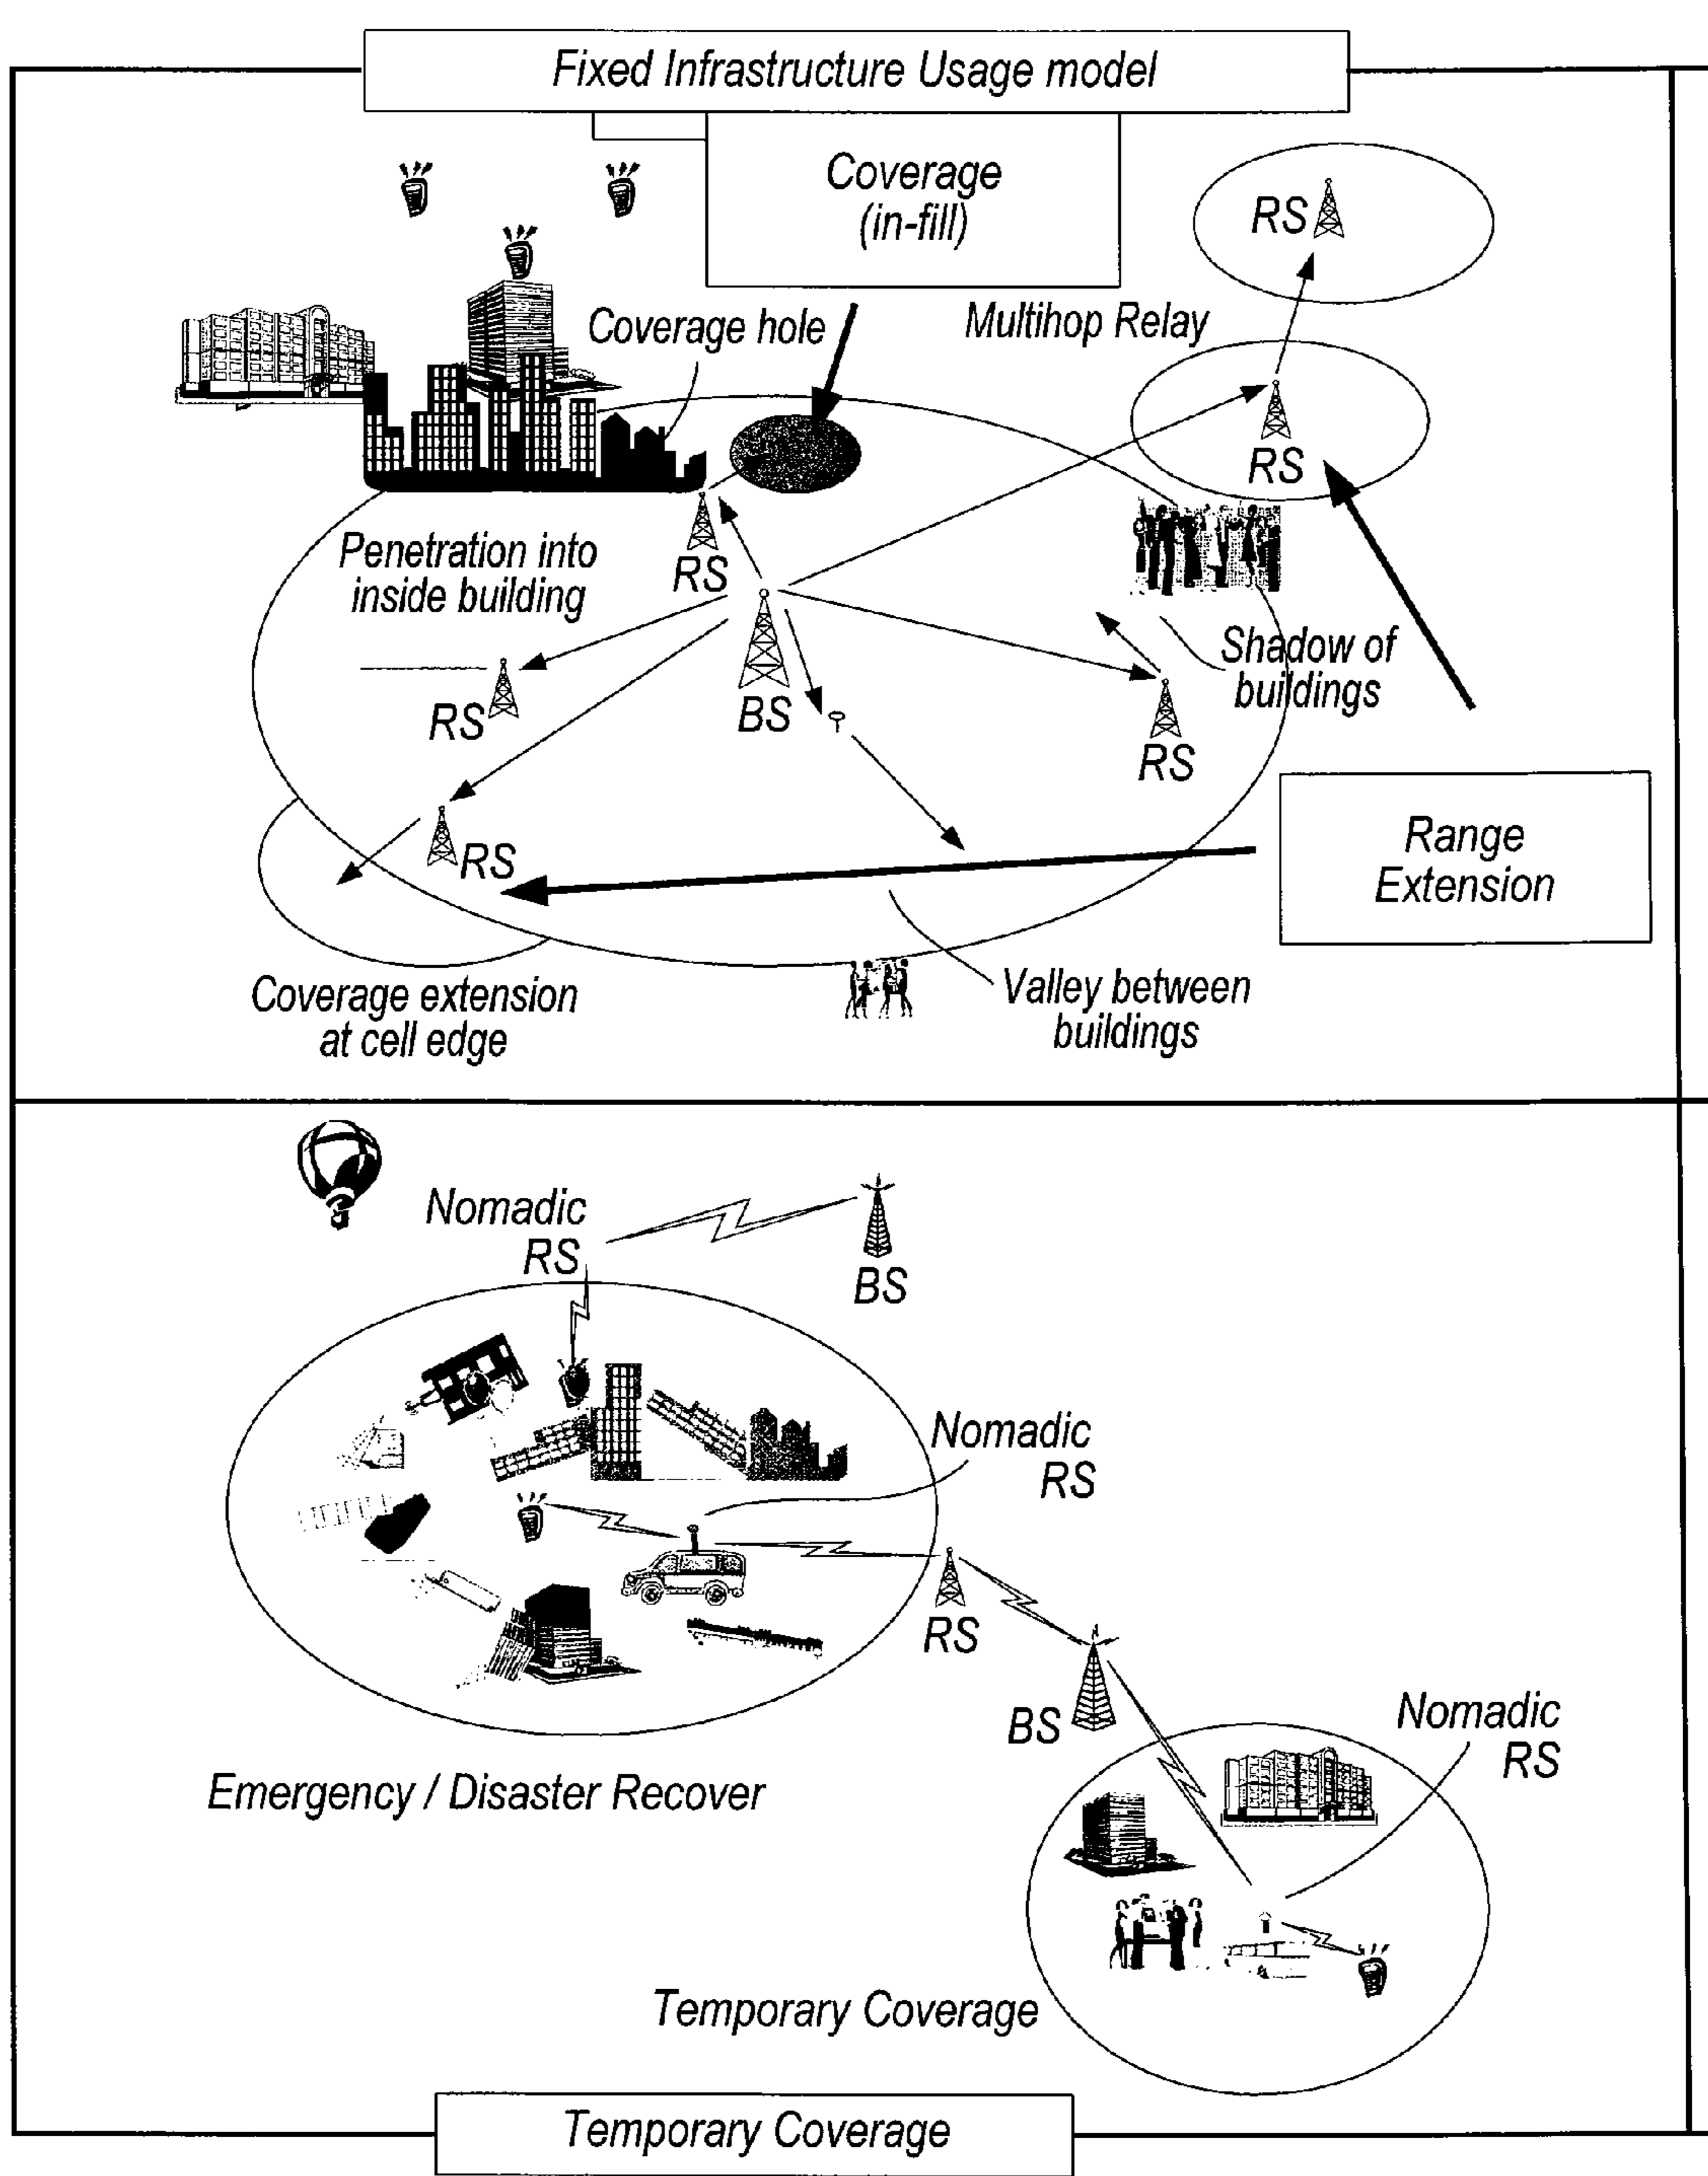 Fixed Infrastructure Usage model
Coverage
(in-fill)
RS
Coverage hole
Multihop Relay
RS
Penetration into
inside building
RS
Shadow of
buildings
RS
BS
RS
RS
Range
Extension
Coverage extension
at cell edge
Valley between
buildings
Nomadic
RS
BS
Nomadic
RS
RS
BS
Nomadic
RS
Emergency / Disaster Recover
Temporary Coverage
Temporary Coverage